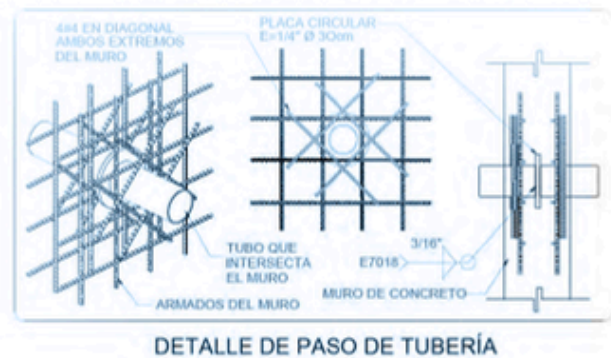 4#4 EN DIAGONAL
AMBOS EXTREMOS
DEL MURO
PLACA CIRCULAR
E=1/4" Ø 30cm
TUBO QUE
INTERSECTA
EL MURO
ARMADOS DEL MURO
3/16"
E7018
MURO DE CONCRETO
DETALLE DE PASO DE TUBERÍA